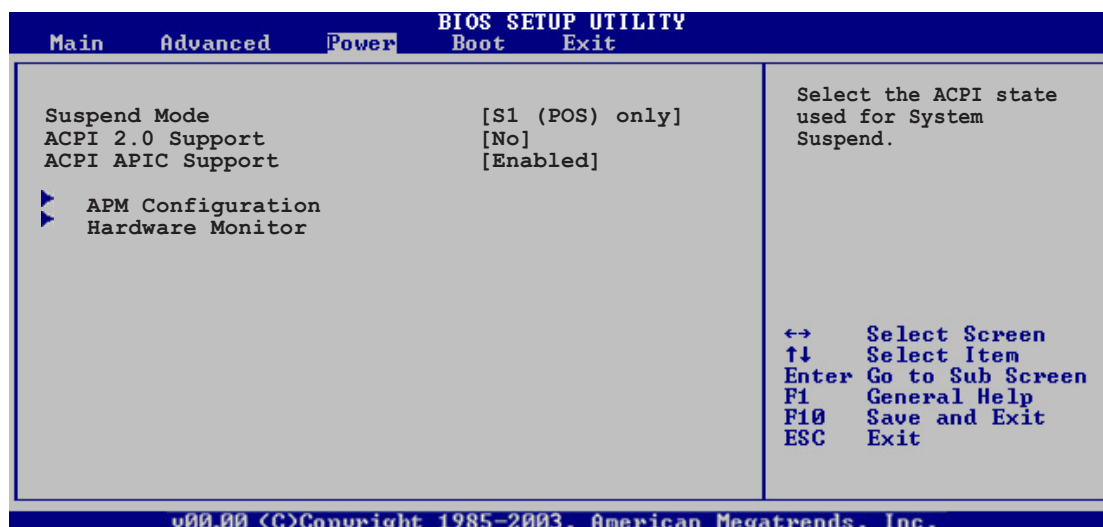 BIOS SETUP UTILITY
Main Advanced Power Boot Exit
Suspend Mode [S1 (POS) only]
ACPI 2.0 Support [No]
ACPI APIC Support [Enabled]
APM Configuration
Hardware Monitor
Select the ACPI state
used for System
Suspend.
←→ Select Screen
↑↓ Select Item
Enter Go to Sub Screen
F1 General Help
F10 Save and Exit
ESC Exit
v00.00 (C)Copyright 1985-2003, American Megatrends, Inc.